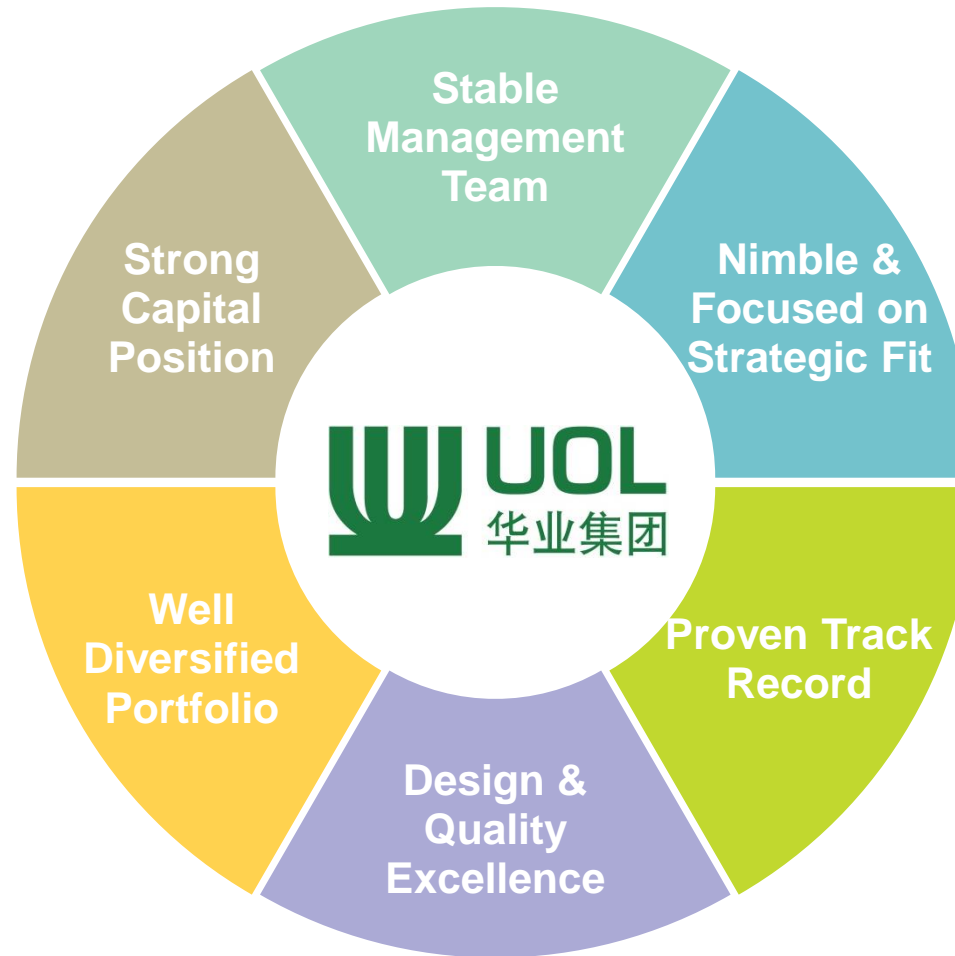 Stable
Management
Team
Nimble &
Focused on
Strategic Fit
Proven Track
Record
Design &
Quality
Excellence
Well
Diversified
Portfolio
Strong
Capital
Position
UOL
华业集团